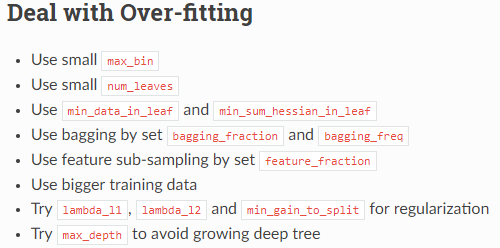 Deal with Over-fitting
Use small max_bin
Use small num_leaves
Use min_data_in_leaf and min_sum_hessian_in_leaf
Use bagging by set bagging_fraction and bagging_freq
Use feature sub-sampling by set feature_fraction
Use bigger training data
Try lambda_l1, lambda_l2 and min_gain_to_split for regularization
Try max_depth to avoid growing deep tree